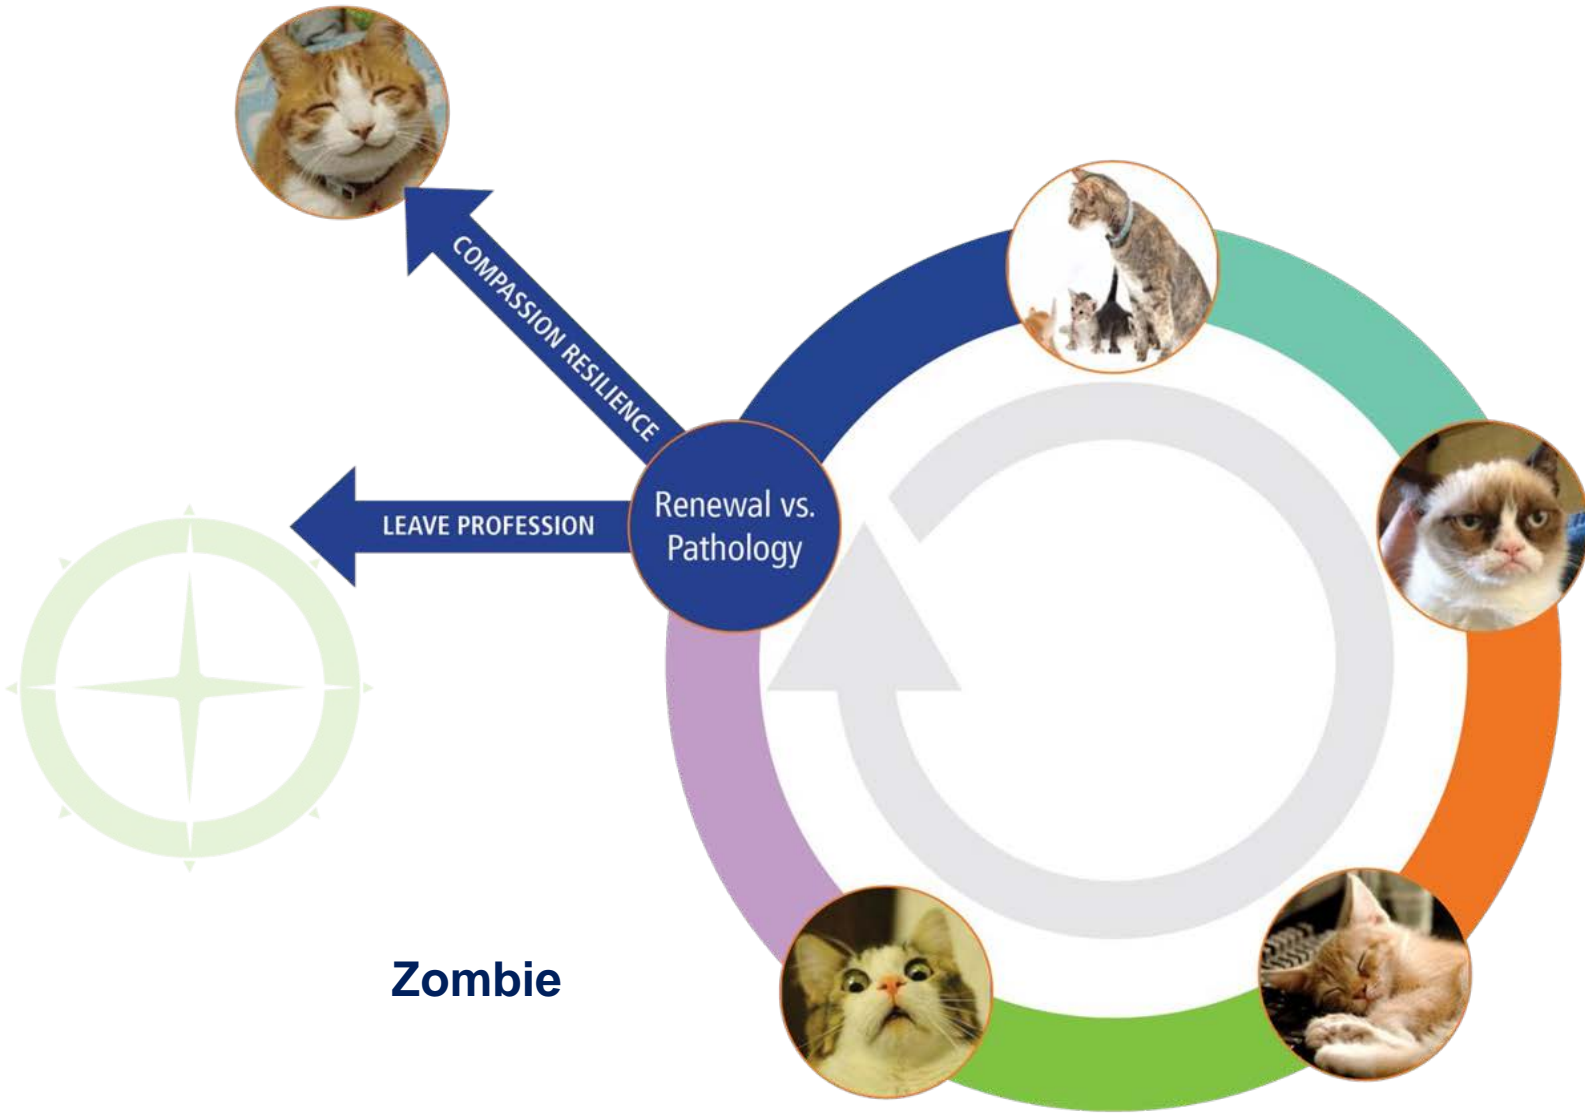 COMPASSION RESILIENCE
LEAVE PROFESSION
Renewal vs.
Pathology
Zombie